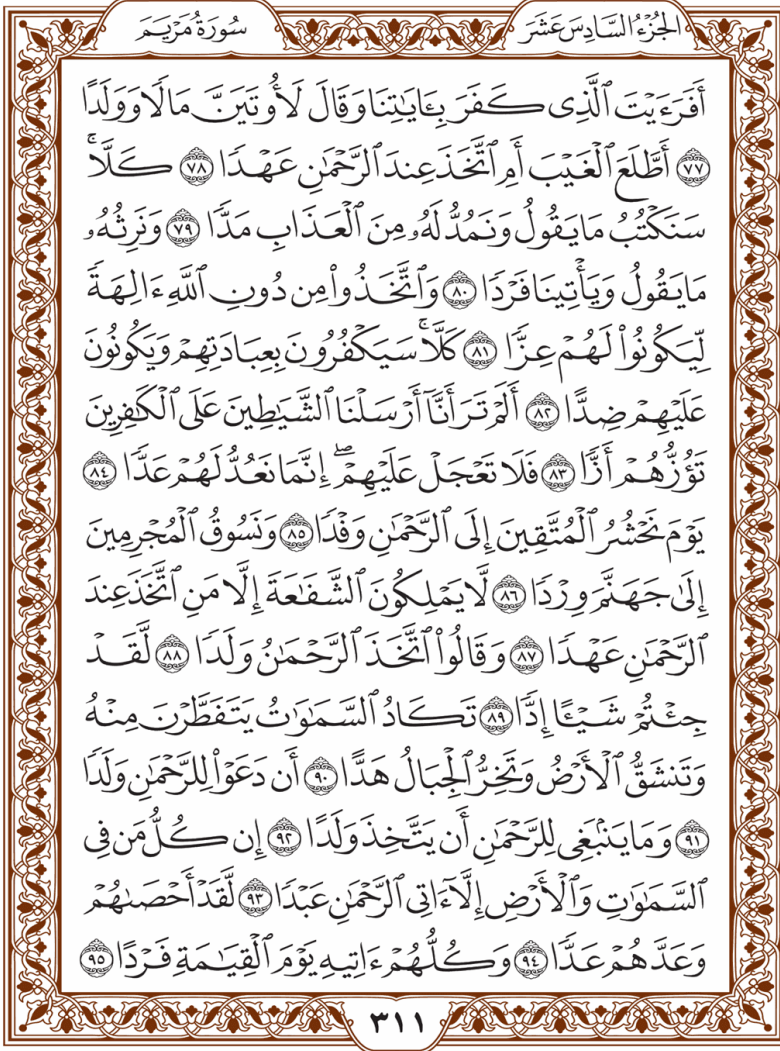 الجُزْءُ السَّادِسَ عَشَرَ
سُورَةُ مَرْيَمَ
أَفَرَءَيْتَ ٱلَّذِى كَفَرَ بِـَٔايَـٰتِنَا وَقَالَ لَأُوتَيَنَّ مَالًا وَوَلَدًا
٧٧ أَطَّلَعَ ٱلْغَيْبَ أَمِ ٱتَّخَذَ عِندَ ٱلرَّحْمَـٰنِ عَهْدًا ٧٨ كَلَّا ۚ
سَنَكْتُبُ مَا يَقُولُ وَنَمُدُّ لَهُۥ مِنَ ٱلْعَذَابِ مَدًّا ٧٩ وَنَرِثُهُۥ
مَا يَقُولُ وَيَأْتِينَا فَرْدًا ٨٠ وَٱتَّخَذُوا۟ مِن دُونِ ٱللَّهِ ءَالِهَةً
لِّيَكُونُوا۟ لَهُمْ عِزًّا ٨١ كَلَّا ۚ سَيَكْفُرُونَ بِعِبَادَتِهِمْ وَيَكُونُونَ
عَلَيْهِمْ ضِدًّا ٨٢ أَلَمْ تَرَ أَنَّآ أَرْسَلْنَا ٱلشَّيَـٰطِينَ عَلَى ٱلْكَـٰفِرِينَ
تَؤُزُّهُمْ أَزًّا ٨٣ فَلَا تَعْجَلْ عَلَيْهِمْ ۖ إِنَّمَا نَعُدُّ لَهُمْ عَدًّا ٨٤
يَوْمَ نَحْشُرُ ٱلْمُتَّقِينَ إِلَى ٱلرَّحْمَـٰنِ وَفْدًا ٨٥ وَنَسُوقُ ٱلْمُجْرِمِينَ
إِلَىٰ جَهَنَّمَ وِرْدًا ٨٦ لَّا يَمْلِكُونَ ٱلشَّفَـٰعَةَ إِلَّا مَنِ ٱتَّخَذَ عِندَ
ٱلرَّحْمَـٰنِ عَهْدًا ٨٧ وَقَالُوا۟ ٱتَّخَذَ ٱلرَّحْمَـٰنُ وَلَدًا ٨٨ لَّقَدْ
جِئْتُمْ شَيْـًٔا إِدًّا ٨٩ تَكَادُ ٱلسَّمَـٰوَٰتُ يَتَفَطَّرْنَ مِنْهُ
وَتَنشَقُّ ٱلْأَرْضُ وَتَخِرُّ ٱلْجِبَالُ هَدًّا ٩٠ أَن دَعَوْا۟ لِلرَّحْمَـٰنِ وَلَدًا
٩١ وَمَا يَنۢبَغِى لِلرَّحْمَـٰنِ أَن يَتَّخِذَ وَلَدًا ٩٢ إِن كُلُّ مَن فِى
ٱلسَّمَـٰوَٰتِ وَٱلْأَرْضِ إِلَّآ ءَاتِى ٱلرَّحْمَـٰنِ عَبْدًا ٩٣ لَّقَدْ أَحْصَىٰهُمْ
وَعَدَّهُمْ عَدًّا ٩٤ وَكُلُّهُمْ ءَاتِيهِ يَوْمَ ٱلْقِيَـٰمَةِ فَرْدًا ٩٥
٣١١